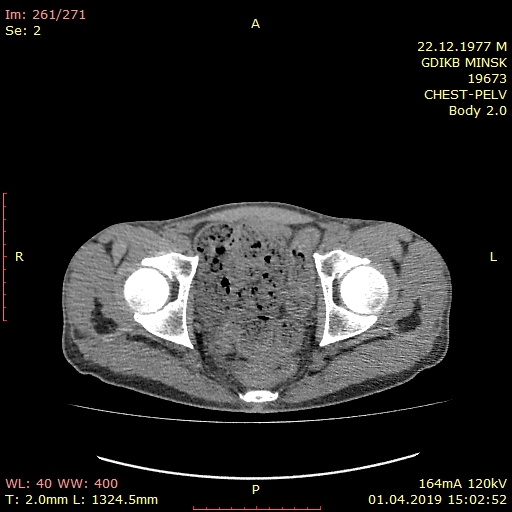 Im: 261/271
Se: 2
A
22.12.1977 M
GDIKB MINSK
19673
CHEST-PELV
Body 2.0
R
L
WL: 40 WW: 400
T: 2.0mm L: 1324.5mm
P
164mA 120kV
01.04.2019 15:02:52